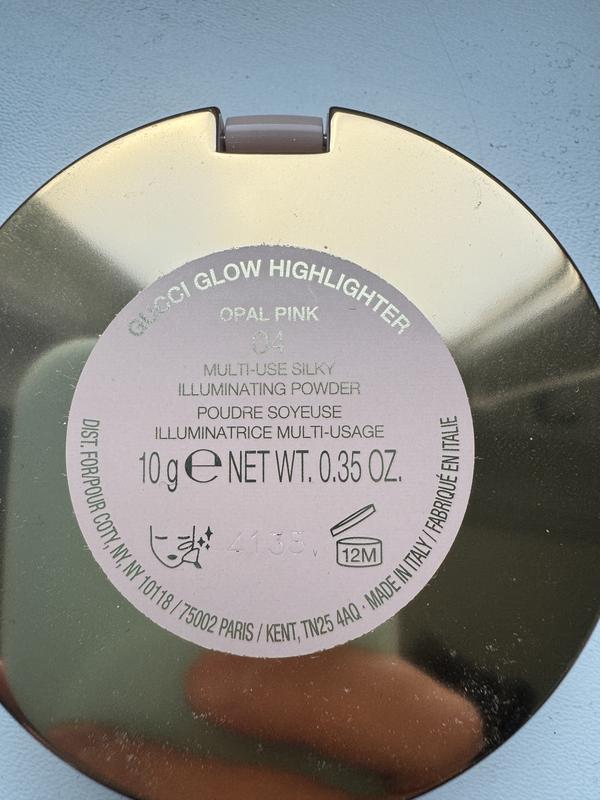 GUCCI GLOW HIGHLIGHTER
OPAL PINK
04
MULTI-USE SILKY
ILLUMINATING POWDER
POUDRE SOYEUSE
ILLUMINATRICE MULTI-USAGE
10 g ℮ NET WT. 0.35 OZ.
4135
12M
DIST. FOR/POUR COTY, NY, NY 10118 / 75002 PARIS / KENT, TN25 4AQ · MADE IN ITALY / FABRIQUÉ EN ITALIE